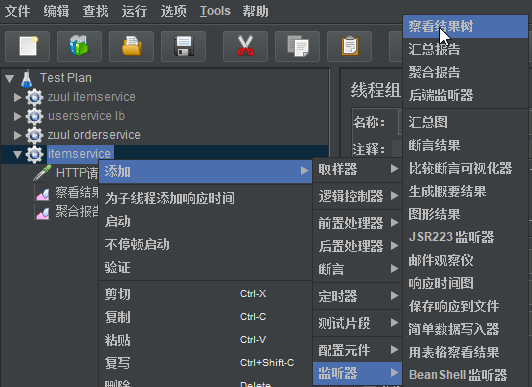 文件 编辑 查找 运行 选项 Tools 帮助
Test Plan
zuul itemservice
userservice lb
zuul orderservice
itemservice
HTTP请
察看结果
聚合报告
线程组
名称:
注释:
添加
为子线程添加响应时间
启动
不停顿启动
验证
剪切 Ctrl-X
复制 Ctrl-C
粘贴 Ctrl-V
复写 Ctrl+Shift-C
删除 Delete
取样器
逻辑控制器
前置处理器
后置处理器
断言
定时器
测试片段
配置元件
监听器
察看结果树
汇总报告
聚合报告
后端监听器
汇总图
断言结果
比较断言可视化器
生成概要结果
图形结果
JSR223 监听器
邮件观察仪
响应时间图
保存响应到文件
简单数据写入器
用表格察看结果
BeanShell 监听器